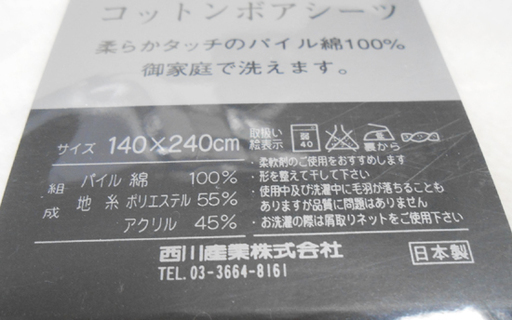 コットンボアシーツ
柔らかタッチのパイル綿100%
御家庭で洗えます。
サイズ 140×240cm
取扱い絵表示 弱 40 裏から
組成 パイル 綿 100%
地糸 ポリエステル 55%
アクリル 45%
・柔軟剤のご使用をおすすめします
・形を整えて干して下さい
・使用中及び洗濯中に毛羽が落ちることも
ありますが品質に問題はありません
・お洗濯の際は屑取りネットをご使用下さい
西川産業株式会社
TEL. 03-3664-8161
日本製